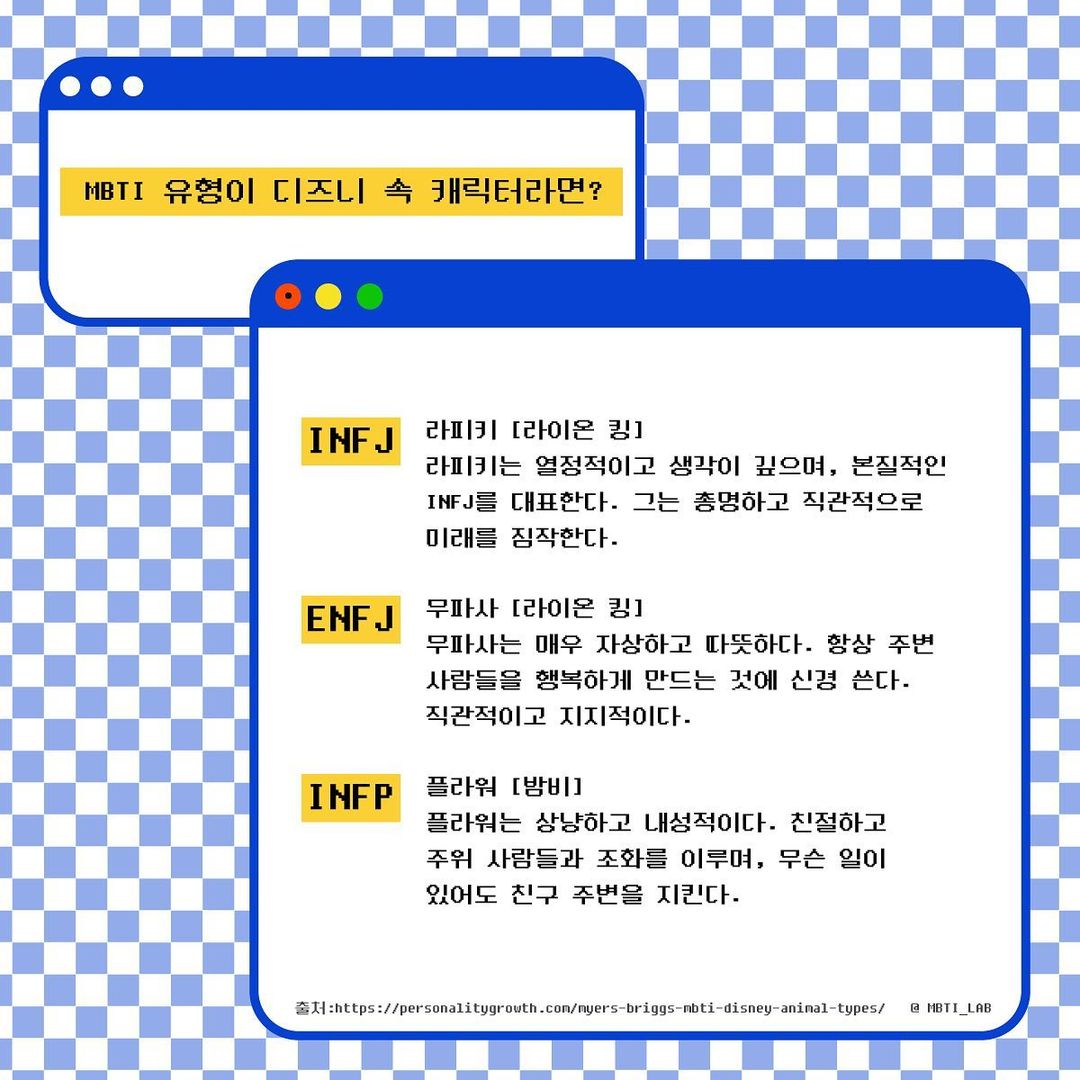 MBTI 유형이 디즈니 속 캐릭터라면?
INFJ
라피키 [라이온 킹]
라피키는 열정적이고 생각이 깊으며, 본질적인
INFJ를 대표한다. 그는 총명하고 직관적으로
미래를 짐작한다.
ENFJ
무파사 [라이온 킹]
무파사는 매우 자상하고 따뜻하다. 항상 주변
사람들을 행복하게 만드는 것에 신경 쓴다.
직관적이고 지지적이다.
INFP
플라워 [밤비]
플라워는 상냥하고 내성적이다. 친절하고
주위 사람들과 조화를 이루며, 무슨 일이
있어도 친구 주변을 지킨다.
출처:https://personalitygrowth.com/myers-briggs-mbti-disney-animal-types/ @ MBTI_LAB